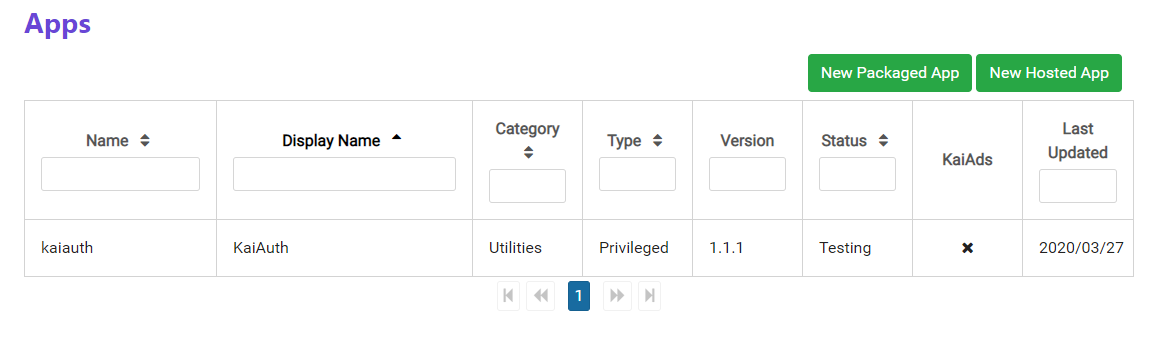 Apps
New Packaged App New Hosted App
Name Display Name Category Type Version Status KaiAds Last Updated
kaiauth KaiAuth Utilities Privileged 1.1.1 Testing 2020/03/27
1